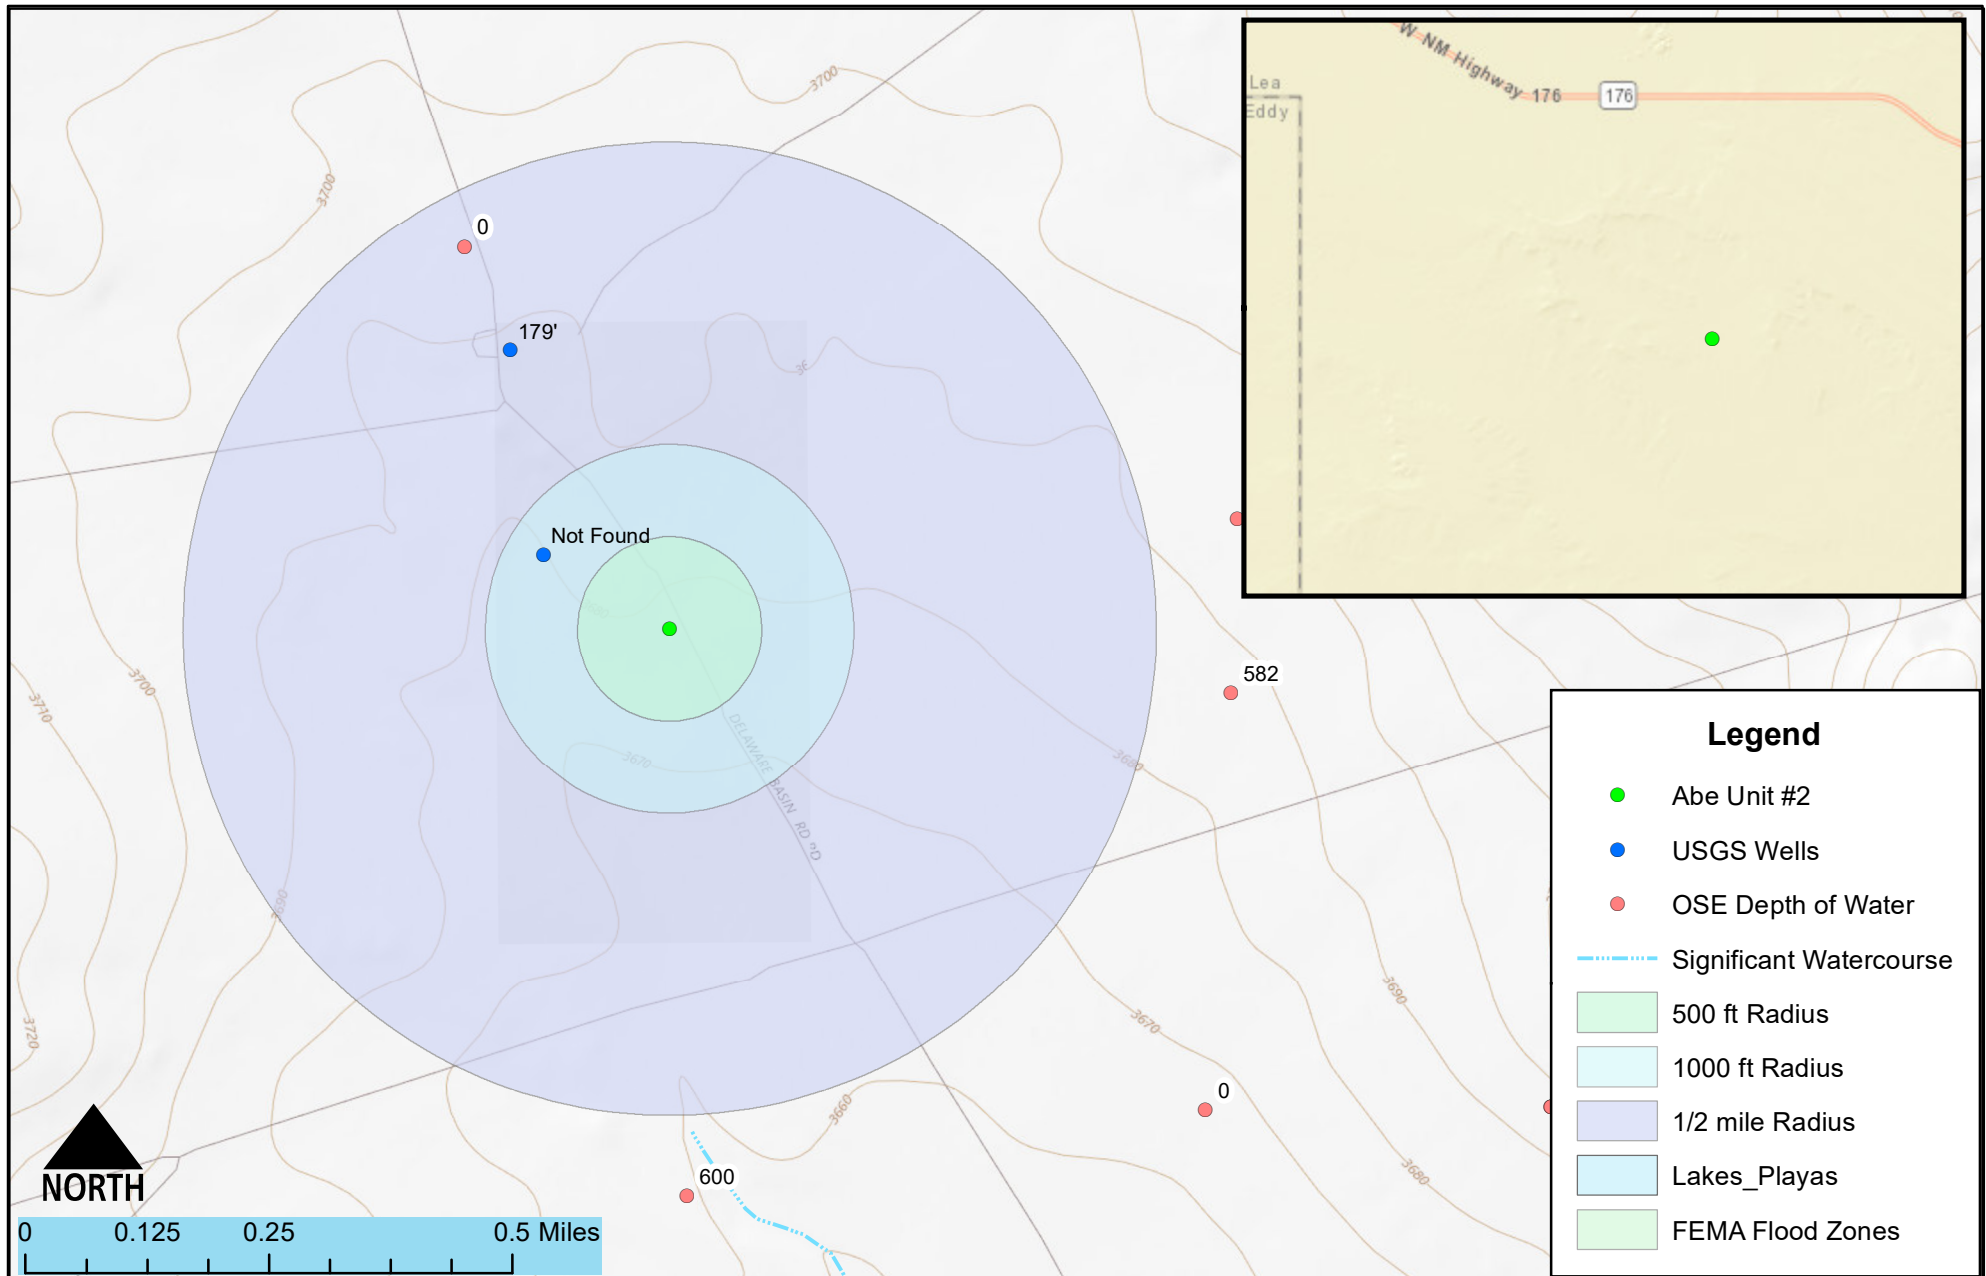 3700
W NM Highway 176
176
Lea
Eddy
3700
0
179'
36
Not Found
3680
582
3700
3710
DELAWARE BASIN RD RD
3670
3680
3690
3690
3670
3720
0
3660
600
3680
NORTH
0 0.125 0.25 0.5 Miles
Legend
Abe Unit #2
USGS Wells
OSE Depth of Water
Significant Watercourse
500 ft Radius
1000 ft Radius
1/2 mile Radius
Lakes_Playas
FEMA Flood Zones